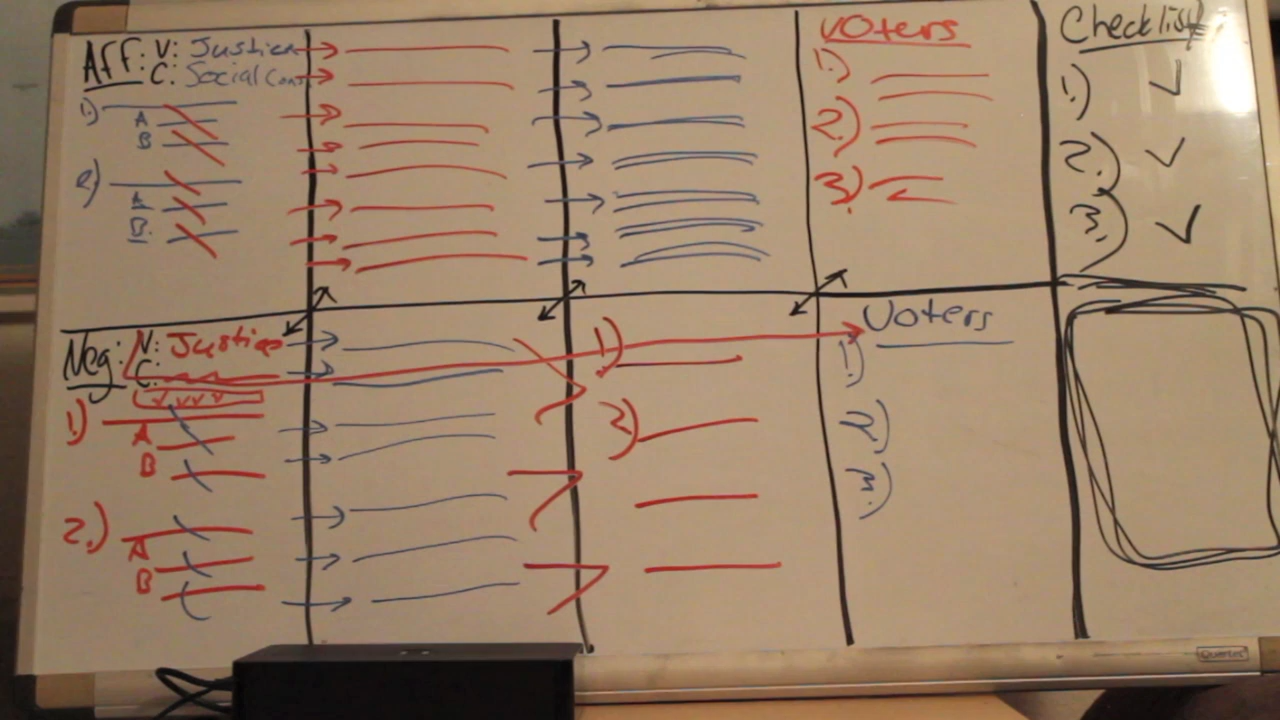 Aff: V: Justice
C: Social Cons
1)
A
B
2.)
A
B.
Voters
1.)
2.)
3.)
Checklist
1.)
2.)
3.)
Neg: V: Justice
C:
1)
A
B
2.)
A
B
1)
2)
Voters
1.)
2.)
3.)
Quartet